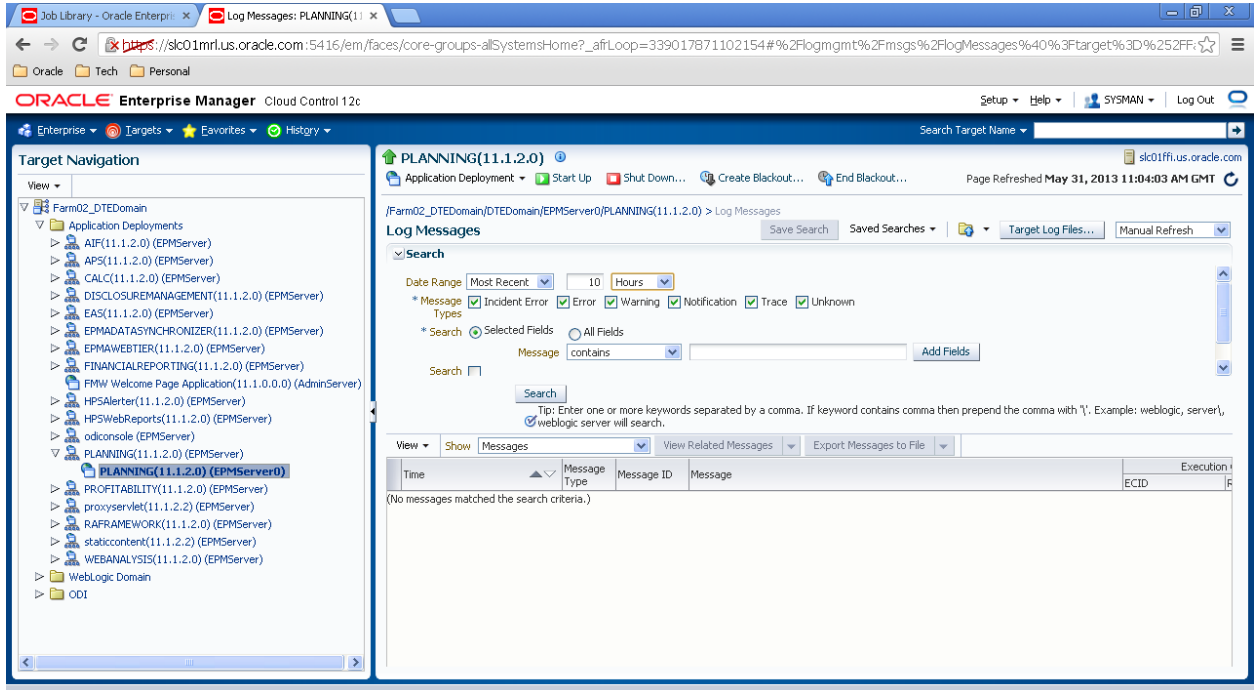 Job Library - Oracle Enterpri
Log Messages: PLANNING(11
https://slc01mrl.us.oracle.com:5416/em/faces/core-groups-allSystemsHome?_afrLoop=339017871102154#%2Flogmgmt%2Fmsgs%2FlogMessages%40%3Ftarget%3D%252FFa
Oracle Tech Personal
ORACLE Enterprise Manager Cloud Control 12c
Setup Help SYSMAN Log Out
Enterprise Targets Favorites History
Search Target Name
Target Navigation
View
Farm02_DTEDomain
Application Deployments
AIF(11.1.2.0) (EPMServer)
APS(11.1.2.0) (EPMServer)
CALC(11.1.2.0) (EPMServer)
DISCLOSUREMANAGEMENT(11.1.2.0) (EPMServer)
EAS(11.1.2.0) (EPMServer)
EPMADATASYNCHRONIZER(11.1.2.0) (EPMServer)
EPMAWEBTIER(11.1.2.0) (EPMServer)
FINANCIALREPORTING(11.1.2.0) (EPMServer)
FMW Welcome Page Application(11.1.0.0.0) (AdminServer)
HPSAlerter(11.1.2.0) (EPMServer)
HPSWebReports(11.1.2.0) (EPMServer)
odiconsole (EPMServer)
PLANNING(11.1.2.0) (EPMServer)
PLANNING(11.1.2.0) (EPMServer0)
PROFITABILITY(11.1.2.0) (EPMServer)
proxyservlet(11.1.2.2) (EPMServer)
RAFRAMEWORK(11.1.2.0) (EPMServer)
staticcontent(11.1.2.2) (EPMServer)
WEBANALYSIS(11.1.2.0) (EPMServer)
WebLogic Domain
ODI
PLANNING(11.1.2.0)
slc01ffi.us.oracle.com
Application Deployment Start Up Shut Down... Create Blackout... End Blackout...
Page Refreshed May 31, 2013 11:04:03 AM GMT
/Farm02_DTEDomain/DTEDomain/EPMServer0/PLANNING(11.1.2.0) > Log Messages
Log Messages
Save Search Saved Searches Target Log Files... Manual Refresh
Search
Date Range Most Recent 10 Hours
* Message Types Incident Error Error Warning Notification Trace Unknown
* Search Selected Fields All Fields
Message contains Add Fields
Search
Search
Tip: Enter one or more keywords separated by a comma. If keyword contains comma then prepend the comma with '\'. Example: weblogic, server\,
weblogic server will search.
View Show Messages View Related Messages Export Messages to File
Time Message Type Message ID Message Execution
ECID R
(No messages matched the search criteria.)